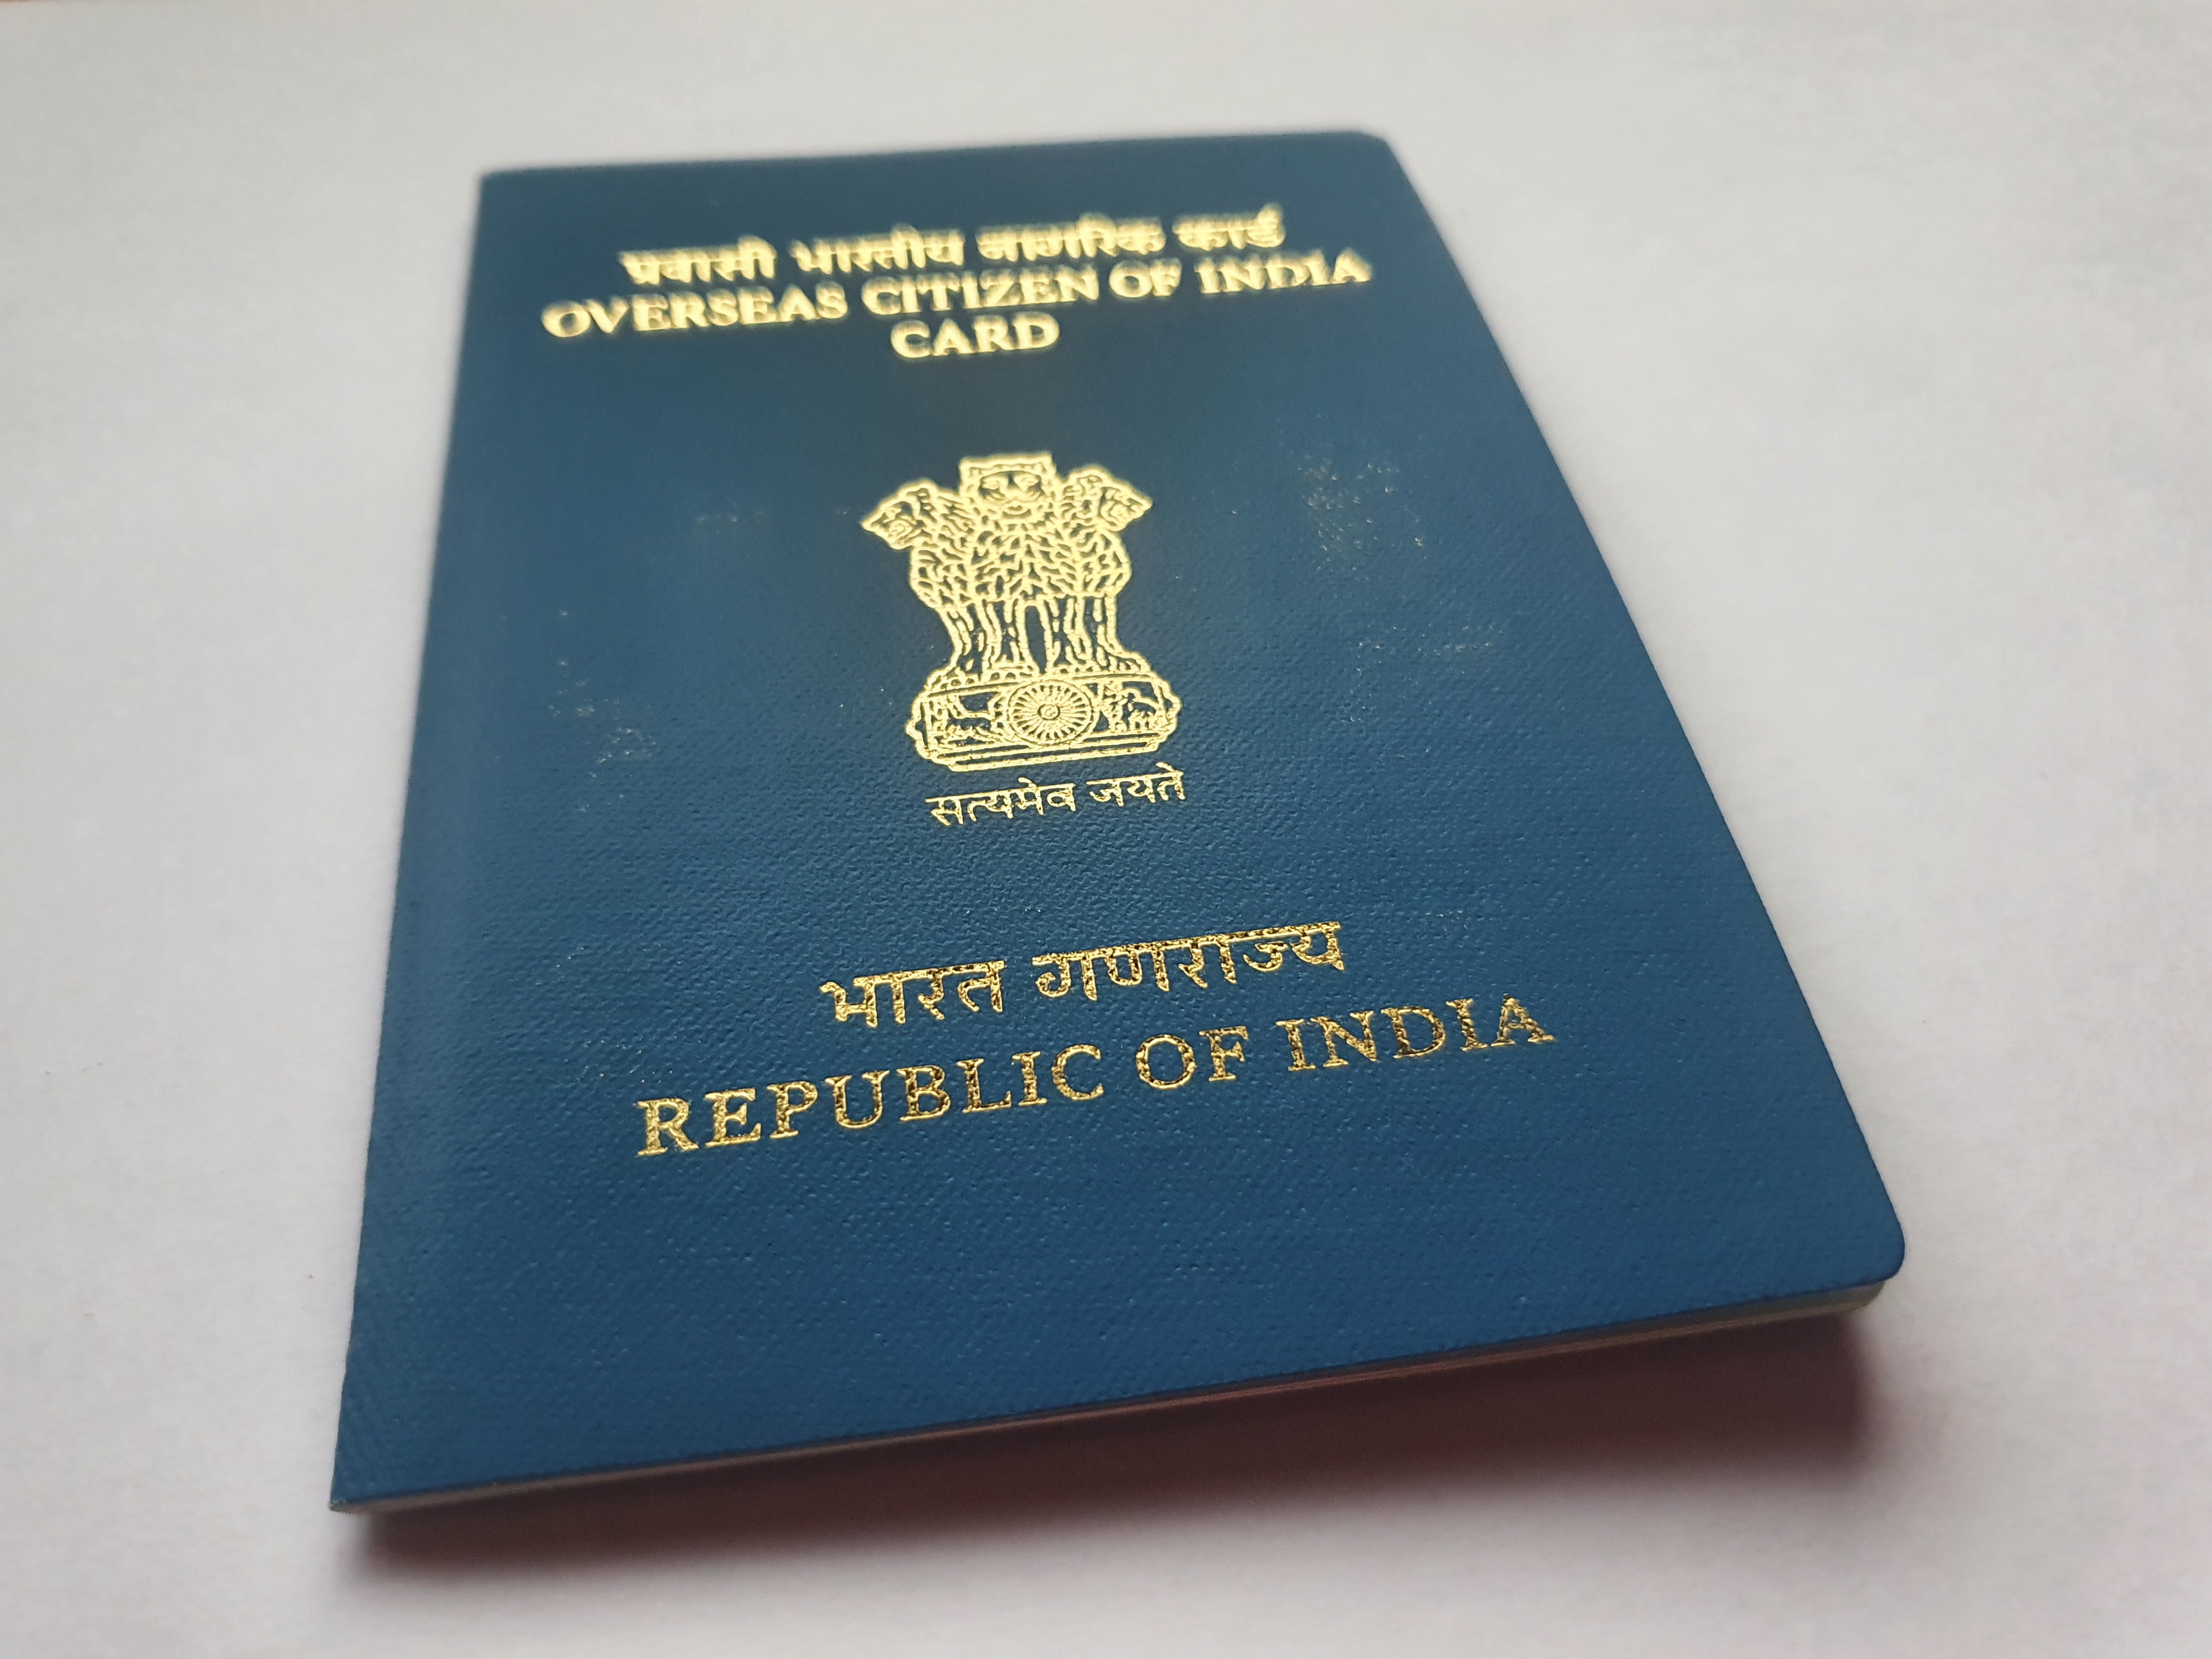 प्रवासी भारतीय नागरिक कार्ड
OVERSEAS CITIZEN OF INDIA
CARD
सत्यमेव जयते
भारत गणराज्य
REPUBLIC OF INDIA